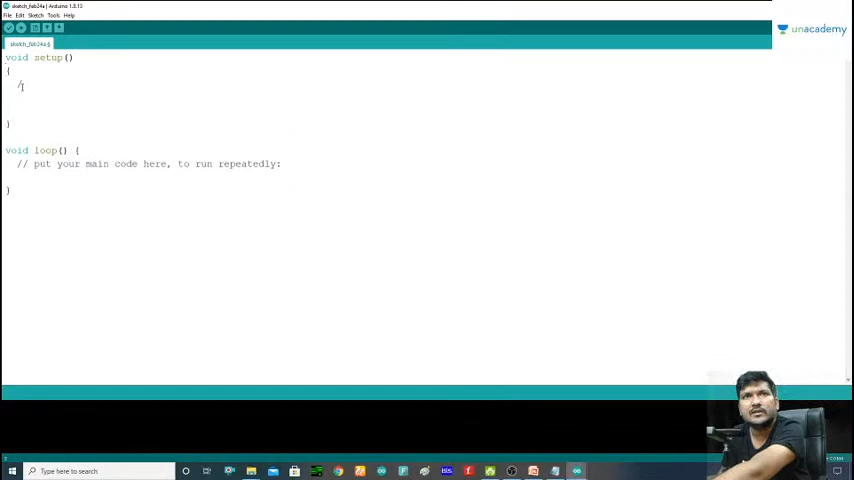 sketch_feb24a | Arduino 1.8.13
File Edit Sketch Tools Help
unacademy
sketch_feb24a §
void setup()
{
/
}
void loop() {
// put your main code here, to run repeatedly:
}
Type here to search